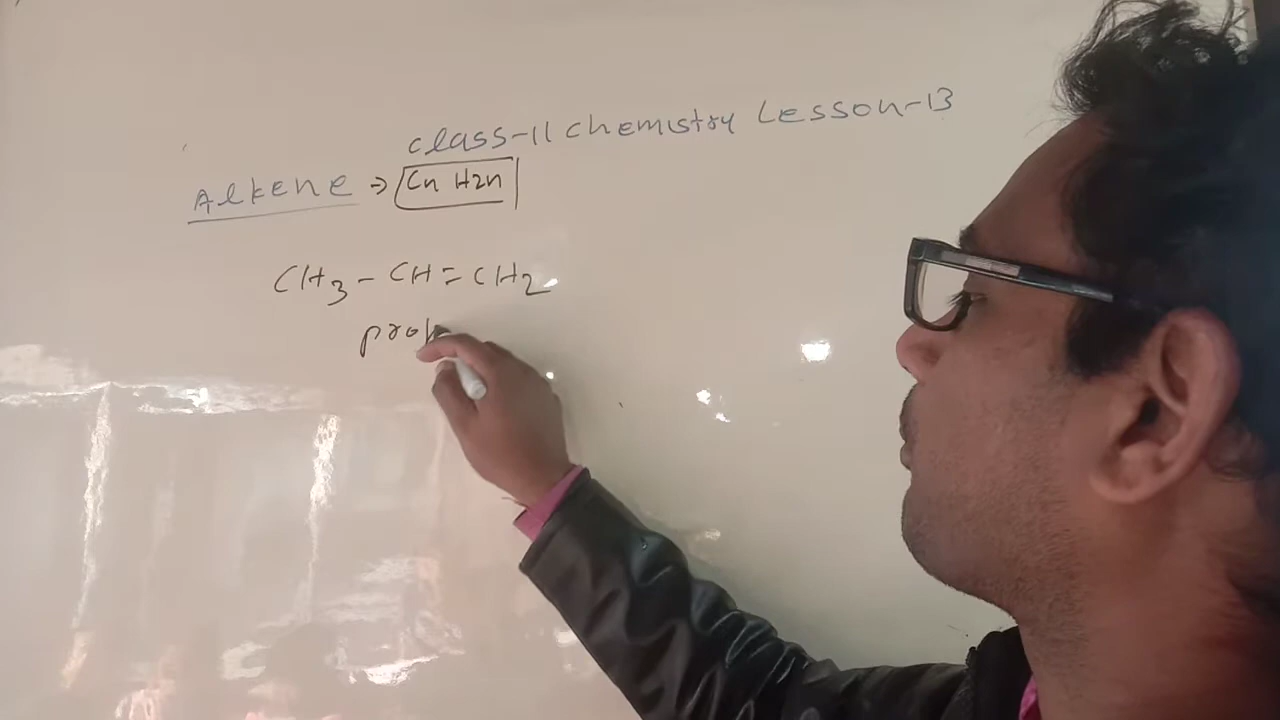 class-11 chemistry Lesson-13
Alkene → Cn H2n
CH3 - CH = CH2
prop